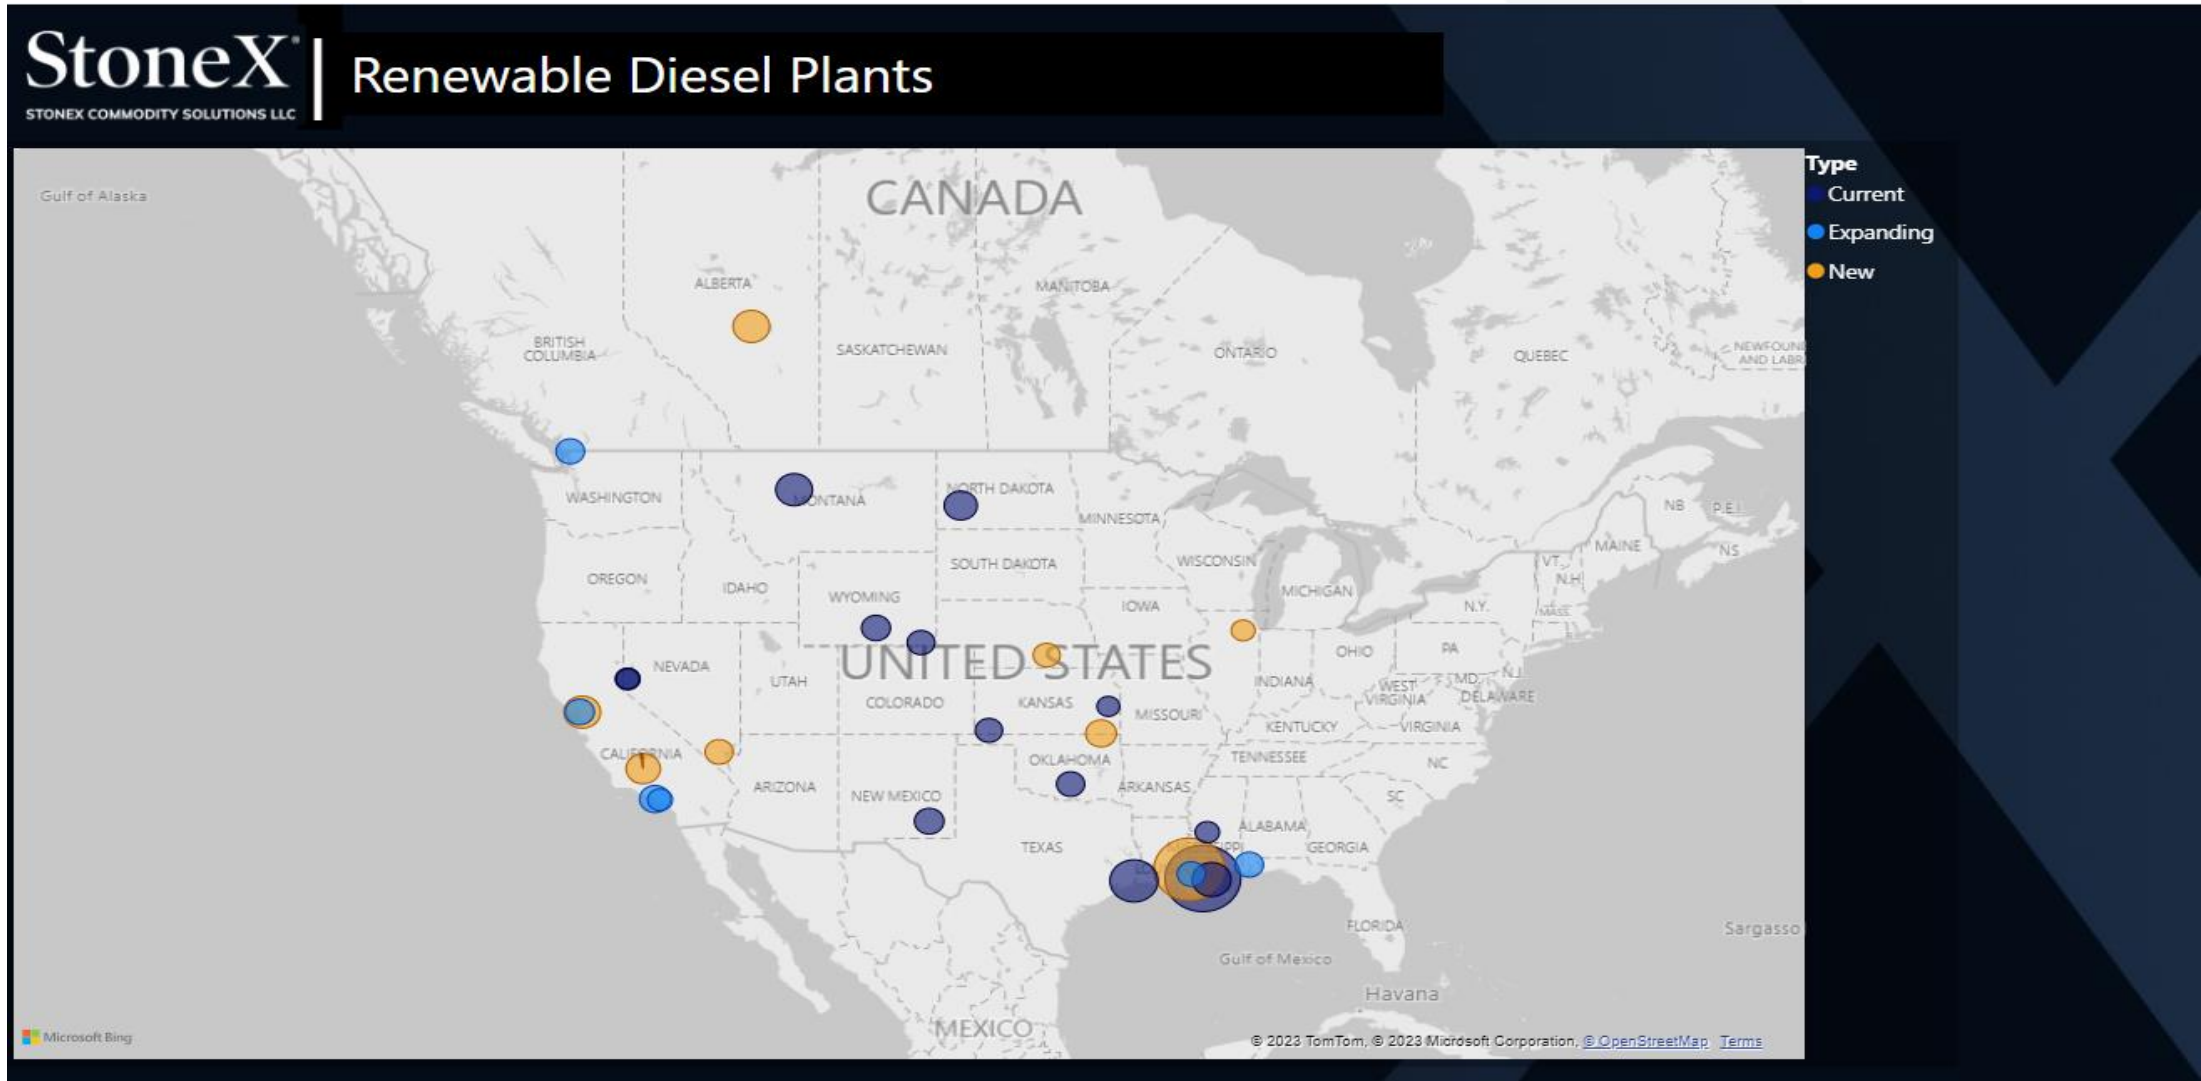 StoneX®
STONEX COMMODITY SOLUTIONS LLC
Renewable Diesel Plants
Type
Current
Expanding
New
Gulf of Alaska
CANADA
ALBERTA
MANITOBA
BRITISH
COLUMBIA
SASKATCHEWAN
ONTARIO
QUEBEC
AND LABR
WASHINGTON
NORTH DAKOTA
MINNESOTA
NB
P.E.I.
MAINE
NS
OREGON
IDAHO
SOUTH DAKOTA
WISCONSIN
MICHIGAN
VT.
N.H.
WYOMING
IOWA
N.Y.
MASS.
NEVADA
UTAH
UNITED STATES
OHIO
PA
N.J.
MD.
COLORADO
KANSAS
MISSOURI
INDIANA
WEST
VIRGINIA
DELAWARE
KENTUCKY
VIRGINIA
CALIFORNIA
OKLAHOMA
TENNESSEE
NC
ARIZONA
NEW MEXICO
ARKANSAS
SC
TEXAS
ALABAMA
GEORGIA
FLORIDA
Sargasso
Gulf of Mexico
Havana
MEXICO
Microsoft Bing
© 2023 TomTom, © 2023 Microsoft Corporation, © OpenStreetMap Terms